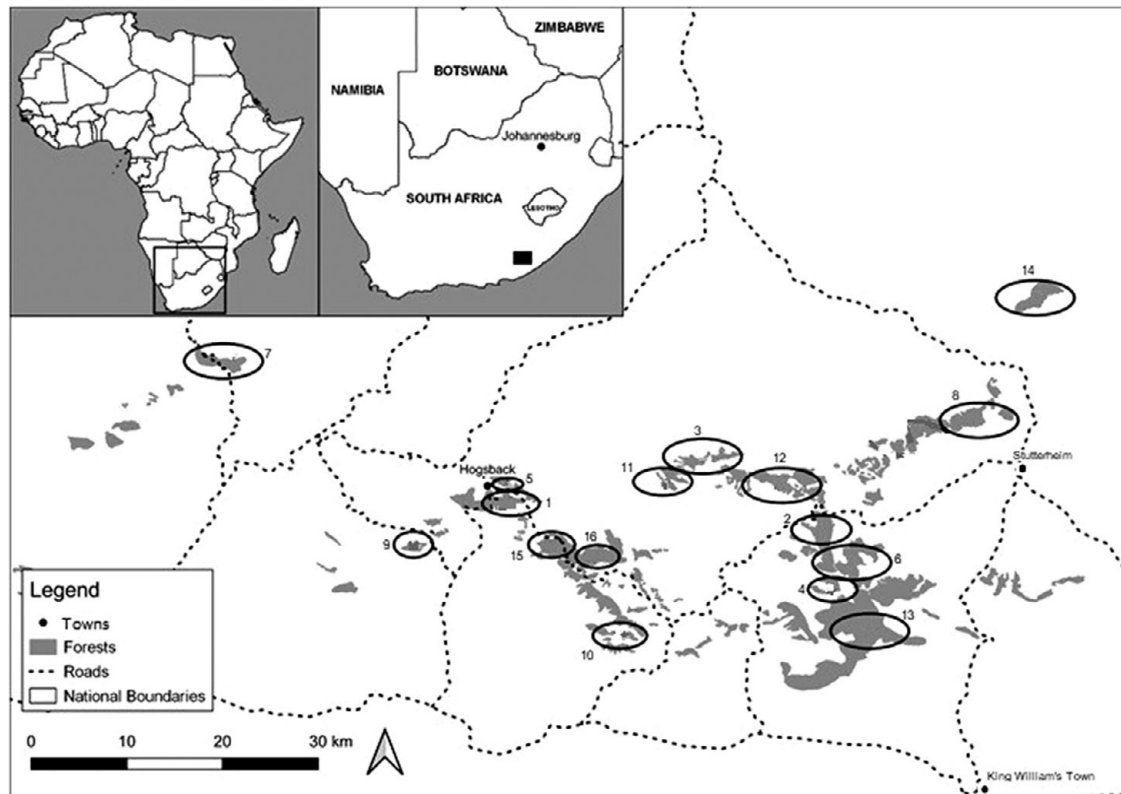 ZIMBABWE
BOTSWANA
NAMIBIA
Johannesburg
SOUTH AFRICA
LESOTHO
14
7
8
3
12
11
Hogsback
5
Stutterheim
1
2
9
15
16
6
4
13
10
Legend
Towns
Forests
Roads
National Boundaries
0 10 20 30 km
King William's Town